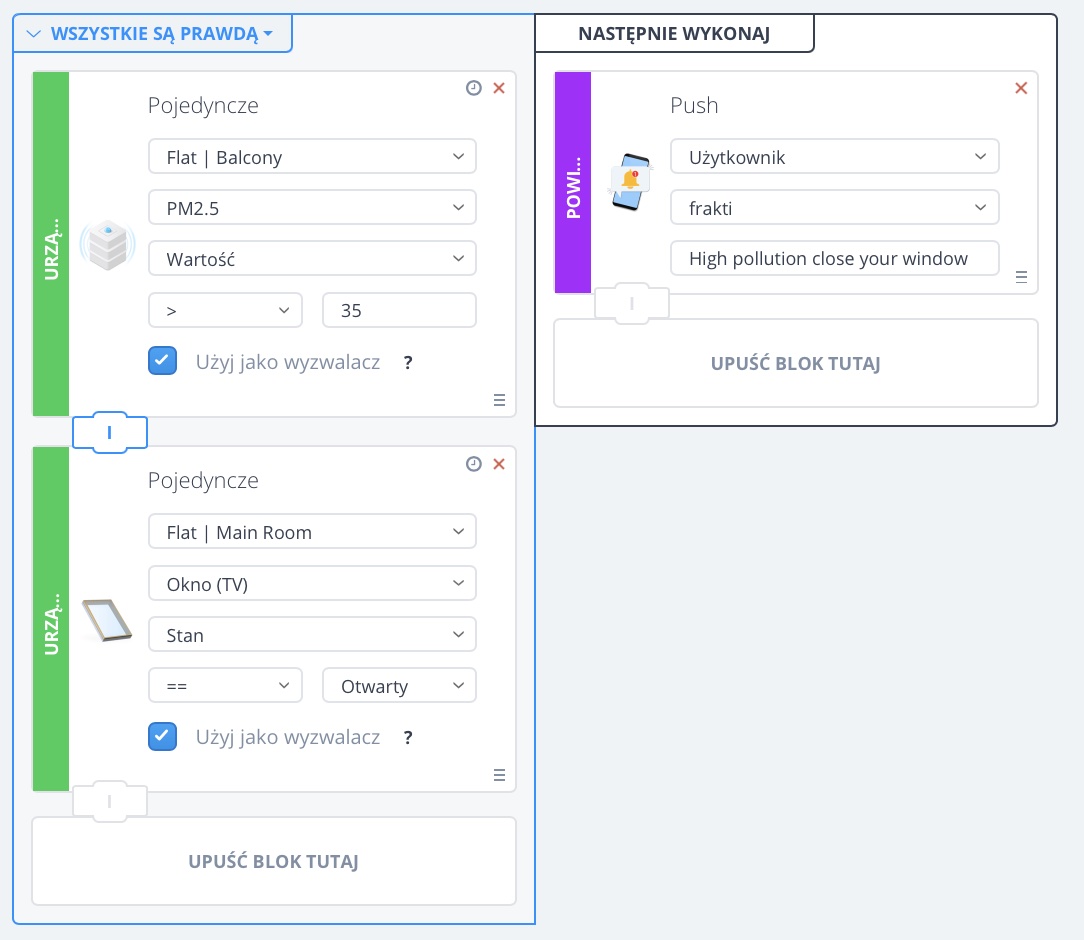 WSZYSTKIE SĄ PRAWDĄ
Pojedyncze
URZĄ...
Flat | Balcony
PM2.5
Wartość
> 35
Użyj jako wyzwalacz ?
I
Pojedyncze
URZĄ...
Flat | Main Room
Okno (TV)
Stan
== Otwarty
Użyj jako wyzwalacz ?
I
UPUŚĆ BLOK TUTAJ
NASTĘPNIE WYKONAJ
Push
POWI...
Użytkownik
frakti
High pollution close your window
I
UPUŚĆ BLOK TUTAJ